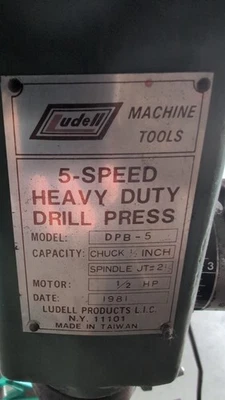 Ludell
MACHINE
TOOLS
5-SPEED
HEAVY DUTY
DRILL PRESS
MODEL: DPB-5
CAPACITY: CHUCK ½ INCH
SPINDLE JT#2
MOTOR: ½ HP
DATE: 1981
LUDELL PRODUCTS L.I.C.
N.Y. 11101
MADE IN TAIWAN
3